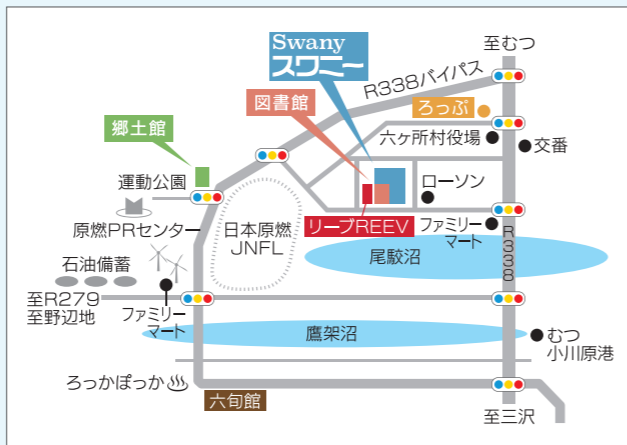 Swany
スワニー
至むつ
R338バイパス
図書館
ろっぷ
郷土館
六ヶ所村役場
交番
運動公園
ローソン
原燃PRセンター
日本原燃
JNFL
リーブREEV
ファミリー
マート
R338
尾駮沼
石油備蓄
至R279
至野辺地
ファミリー
マート
鷹架沼
むつ
小川原港
ろっかぽっか
六旬館
至三沢